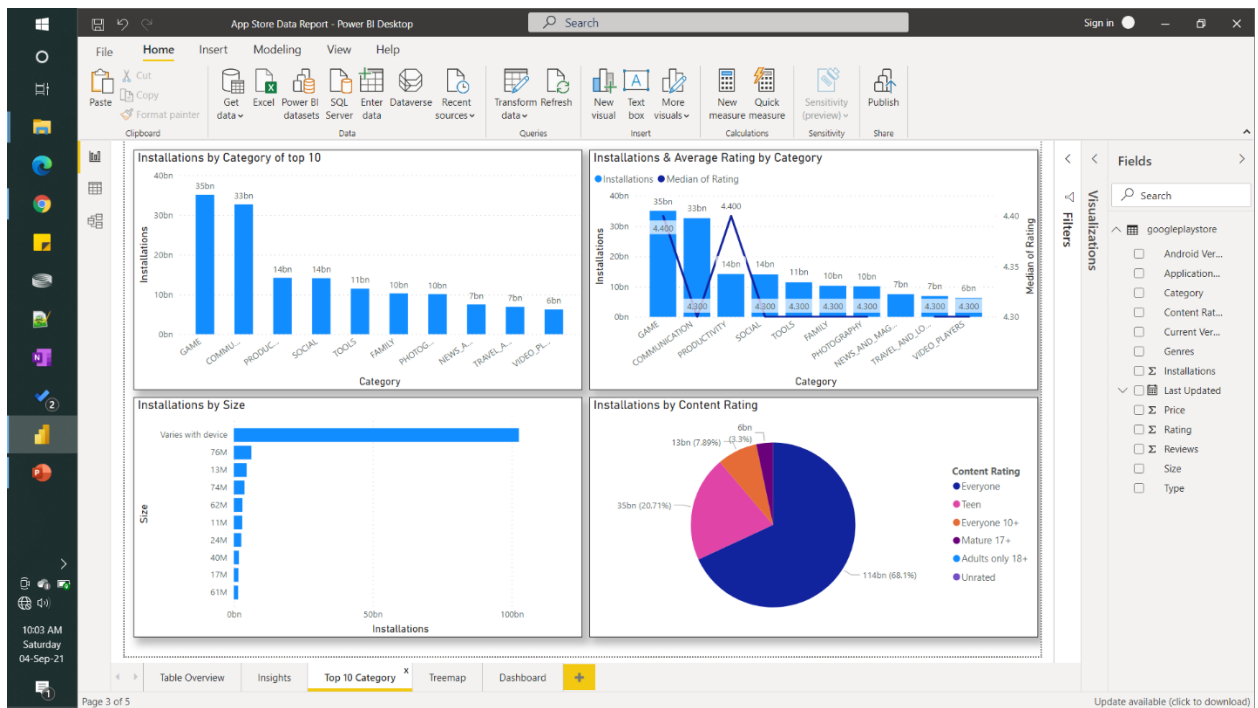 App Store Data Report - Power BI Desktop
Search
Sign in
File
Home
Insert
Modeling
View
Help
Paste
Cut
Copy
Format painter
Clipboard
Get data
Excel
Power BI datasets
SQL Server
Enter data
Dataverse
Recent sources
Data
Transform data
Refresh
Queries
New visual
Text box
More visuals
Insert
New measure
Quick measure
Calculations
Sensitivity (preview)
Sensitivity
Publish
Share
Installations by Category of top 10
Installations
40bn
30bn
20bn
10bn
0bn
35bn
33bn
14bn
14bn
11bn
10bn
10bn
7bn
7bn
6bn
GAME
COMMU...
PRODUC...
SOCIAL
TOOLS
FAMILY
PHOTOG...
NEWS_A...
TRAVEL_A...
VIDEO_PL...
Category
Installations & Average Rating by Category
Installations
Median of Rating
Installations
40bn
30bn
20bn
10bn
0bn
35bn
33bn
14bn
14bn
11bn
10bn
10bn
7bn
7bn
6bn
4.400
4.300
4.400
4.300
4.300
4.300
4.300
4.300
4.300
4.40
4.35
4.30
Median of Rating
GAME
COMMUNICATION
PRODUCTIVITY
SOCIAL
TOOLS
FAMILY
PHOTOGRAPHY
NEWS_AND_MAG...
TRAVEL_AND_LO...
VIDEO_PLAYERS
Category
Installations by Size
Size
Varies with device
76M
13M
74M
62M
11M
24M
40M
17M
61M
0bn
50bn
100bn
Installations
Installations by Content Rating
6bn (3.3%)
13bn (7.89%)
35bn (20.71%)
114bn (68.1%)
Content Rating
Everyone
Teen
Everyone 10+
Mature 17+
Adults only 18+
Unrated
Filters
Visualizations
Fields
Search
googleplaystore
Android Ver...
Application...
Category
Content Rat...
Current Ver...
Genres
Σ Installations
Last Updated
Σ Price
Σ Rating
Σ Reviews
Size
Type
2
10:03 AM
Saturday
04-Sep-21
1
Table Overview
Insights
Top 10 Category
x
Treemap
Dashboard
+
Page 3 of 5
Update available (click to download)